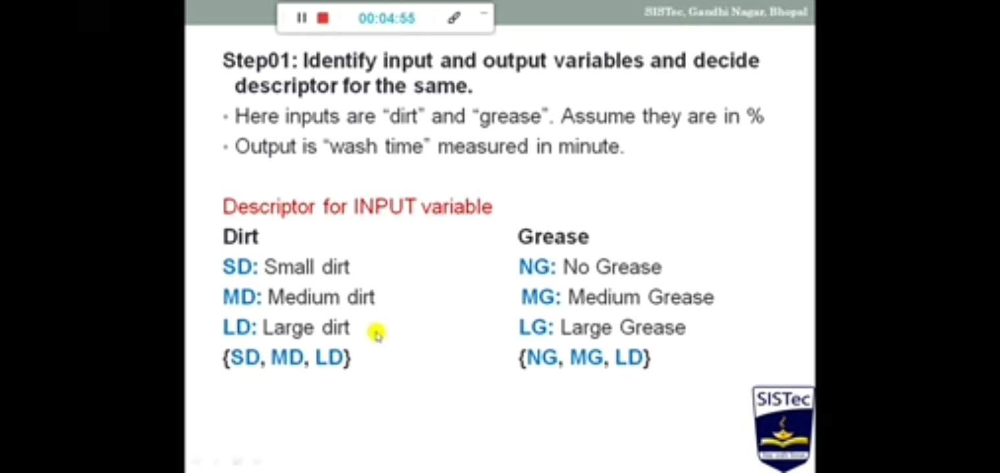 SISTec, Gandhi Nagar, Bhopal
00:04:55
Step01: Identify input and output variables and decide
descriptor for the same.
· Here inputs are “dirt” and “grease”. Assume they are in %
· Output is “wash time” measured in minute.
Descriptor for INPUT variable
Dirt
SD: Small dirt
MD: Medium dirt
LD: Large dirt
{SD, MD, LD}
Grease
NG: No Grease
MG: Medium Grease
LG: Large Grease
{NG, MG, LD}
SISTec